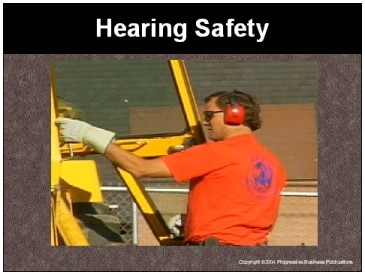 Hearing Safety
Copyright ©2004 Progressive Business Publications